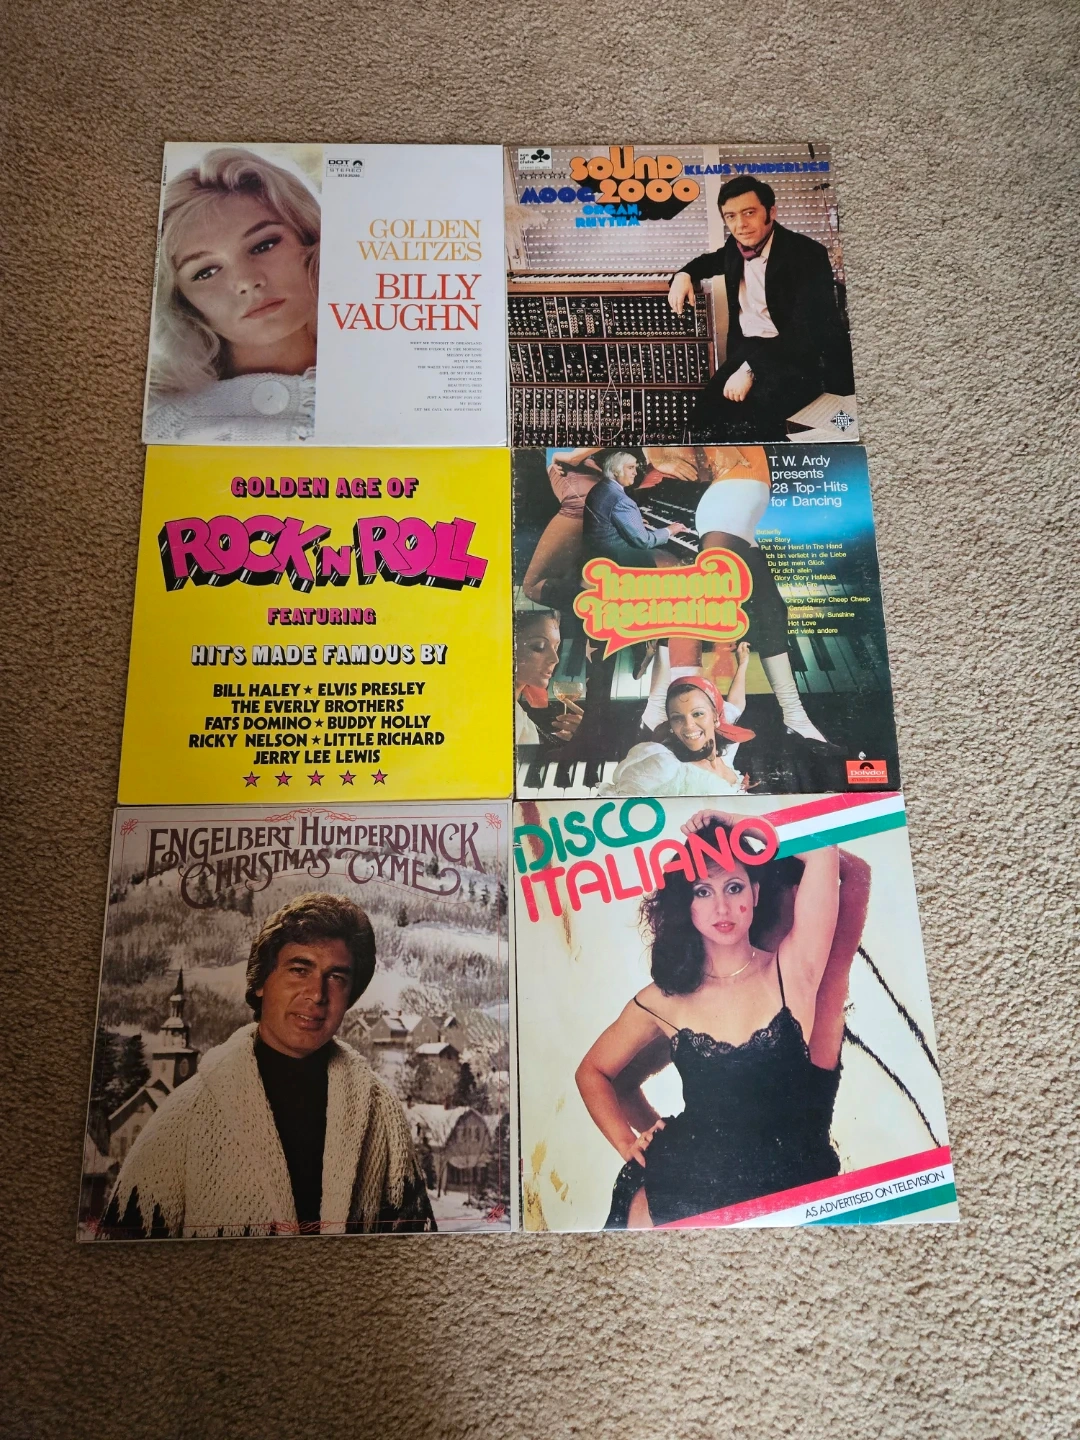 DOT
STEREO
GOLDEN
WALTZES
BILLY
VAUGHN
SOUND
2000
KLAUS WUNDERLICH
MOOG
ORGAN,
RHYTHM
GOLDEN AGE OF
ROCK 'N' ROLL
FEATURING
HITS MADE FAMOUS BY
BILL HALEY ★ ELVIS PRESLEY
THE EVERLY BROTHERS
FATS DOMINO ★ BUDDY HOLLY
RICKY NELSON ★ LITTLE RICHARD
JERRY LEE LEWIS
T. W. Ardy
presents
28 Top-Hits
for Dancing
Butterfly
Love Story
Put Your Hand In The Hand
Ich bin verliebt in die Liebe
Du bist mein Glück
Für dich allein
Glory Glory Halleluja
Light My Fire
Chirpy Chirpy Cheep Cheep
You Are My Sunshine
Hot Love
und viele andere
hammond
fascination
Polydor
ENGELBERT HUMPERDINCK
CHRISTMAS TYME
DISCO
ITALIANO
AS ADVERTISED ON TELEVISION